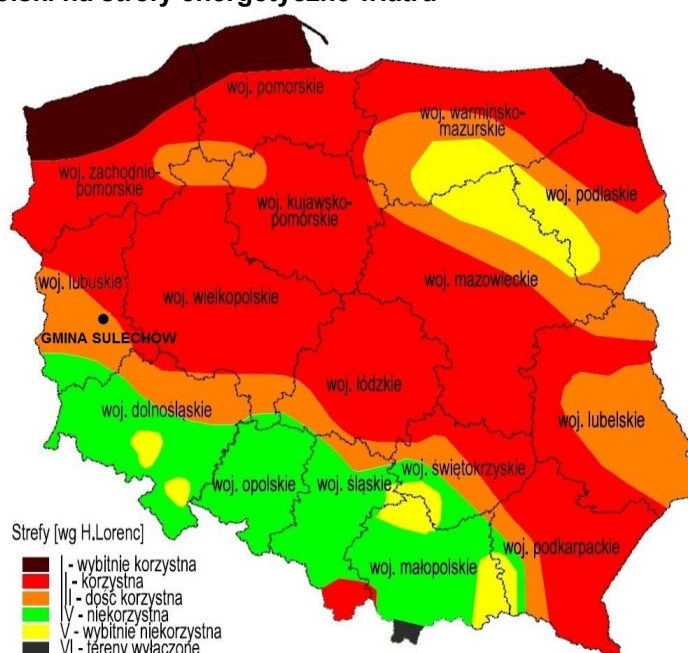 olski na strefy energetyczne wiatru
woj. pomorskie
woj. warmińsko-
mazurskie
woj. zachodnio-
pomorskie
woj. podlaskie
woj. kujawsko-
pomorskie
woj. lubuskie
woj. mazowieckie
woj. wielkopolskie
GMINA SULECHÓW
woj. łódzkie
woj. dolnośląskie
woj. lubelskie
woj. świętokrzyskie
woj. opolskie
woj. śląskie
woj. podkarpackie
woj. małopolskie
Strefy [wg H.Lorenc]
I - wybitnie korzystna
II - korzystna
III - dość korzystna
IV - niekorzystna
V - wybitnie niekorzystna
VI - tereny wyłączone